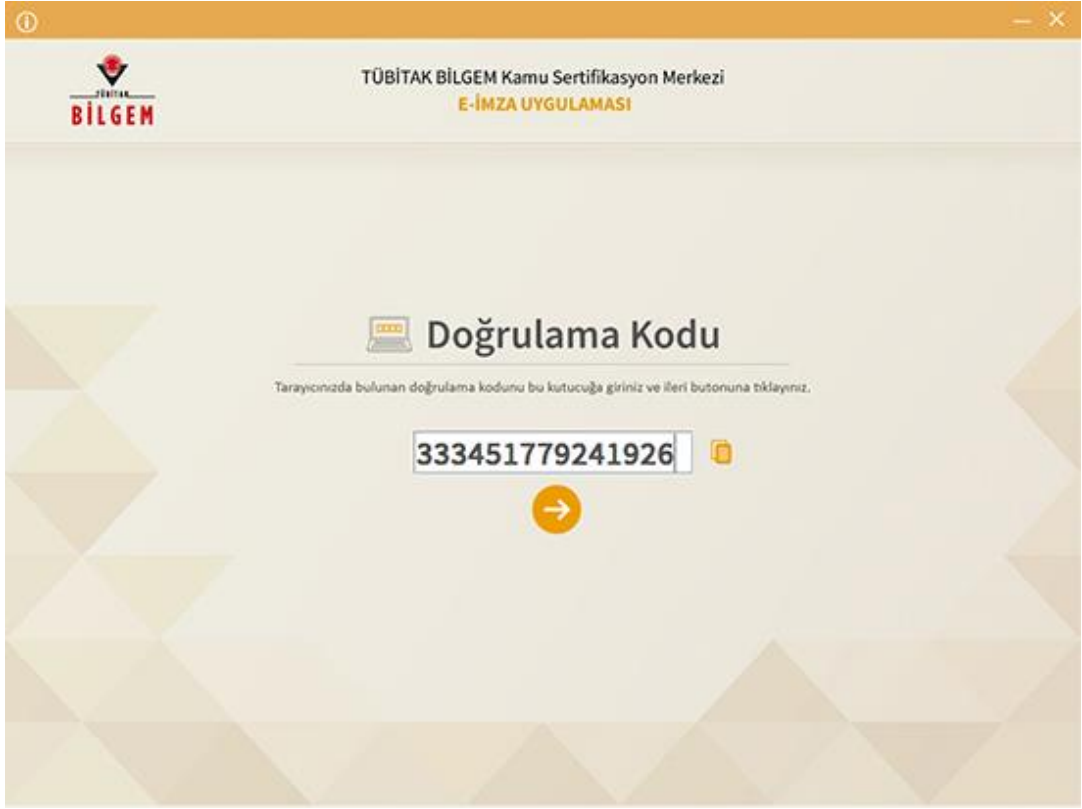 TÜBİTAK
BİLGEM
TÜBİTAK BİLGEM Kamu Sertifikasyon Merkezi
E-İMZA UYGULAMASI
Doğrulama Kodu
Tarayıcınızda bulunan doğrulama kodunu bu kutucuğa giriniz ve ileri butonuna tıklayınız.
333451779241926